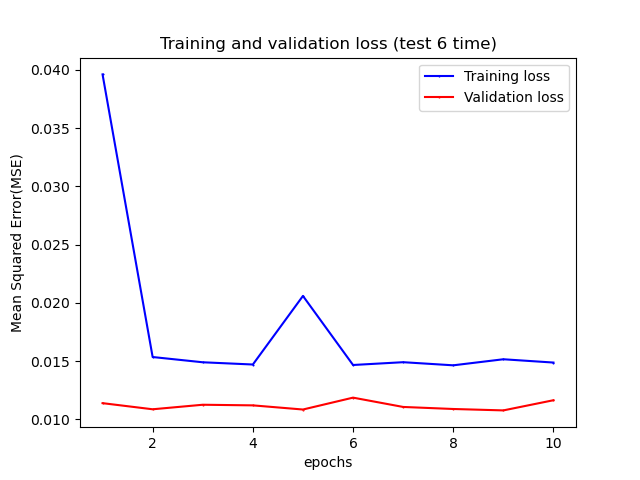 Training and validation loss (test 6 time)
Training loss
Validation loss
Mean Squared Error(MSE)
0.040
0.035
0.030
0.025
0.020
0.015
0.010
2 4 6 8 10
epochs